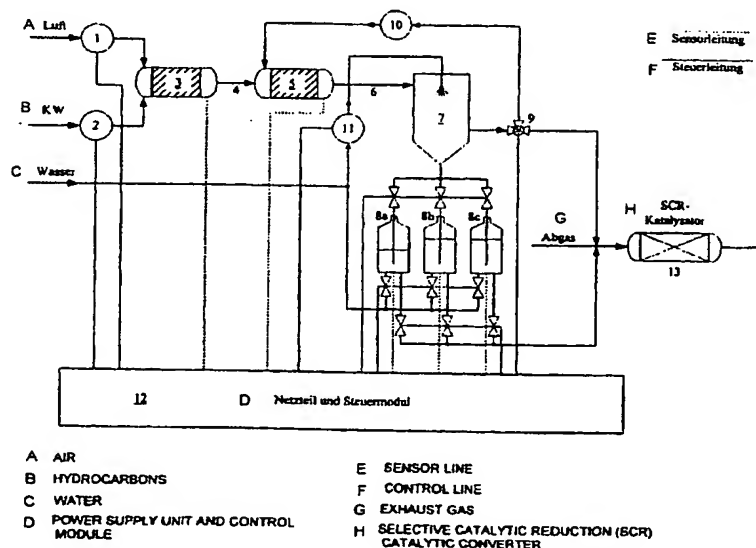 A Luft
1
10
E Sensorleitung
F Steuerleitung
3
4
5
6
7
9
B KW
2
11
C Wasser
8a
8b
8c
G
Abgas
H SCR-
Katalysator
13
12 D Netzteil und Steuermodul
A AIR
B HYDROCARBONS
C WATER
D POWER SUPPLY UNIT AND CONTROL
MODULE
E SENSOR LINE
F CONTROL LINE
G EXHAUST GAS
H SELECTIVE CATALYTIC REDUCTION (SCR)
CATALYTIC CONVERTER